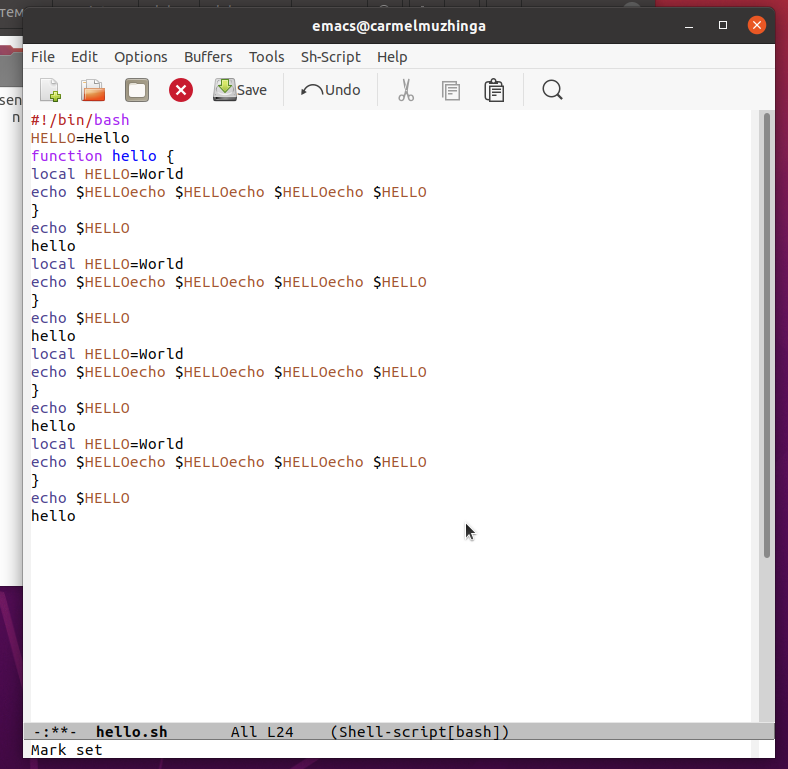 тем
emacs@carmelmuzhinga
File Edit Options Buffers Tools Sh-Script Help
Save Undo
sen
n
#!/bin/bash
HELLO=Hello
function hello {
local HELLO=World
echo $HELLOecho $HELLOecho $HELLOecho $HELLO
}
echo $HELLO
hello
local HELLO=World
echo $HELLOecho $HELLOecho $HELLOecho $HELLO
}
echo $HELLO
hello
local HELLO=World
echo $HELLOecho $HELLOecho $HELLOecho $HELLO
}
echo $HELLO
hello
local HELLO=World
echo $HELLOecho $HELLOecho $HELLOecho $HELLO
}
echo $HELLO
hello
-:**- hello.sh All L24 (Shell-script[bash])
Mark set